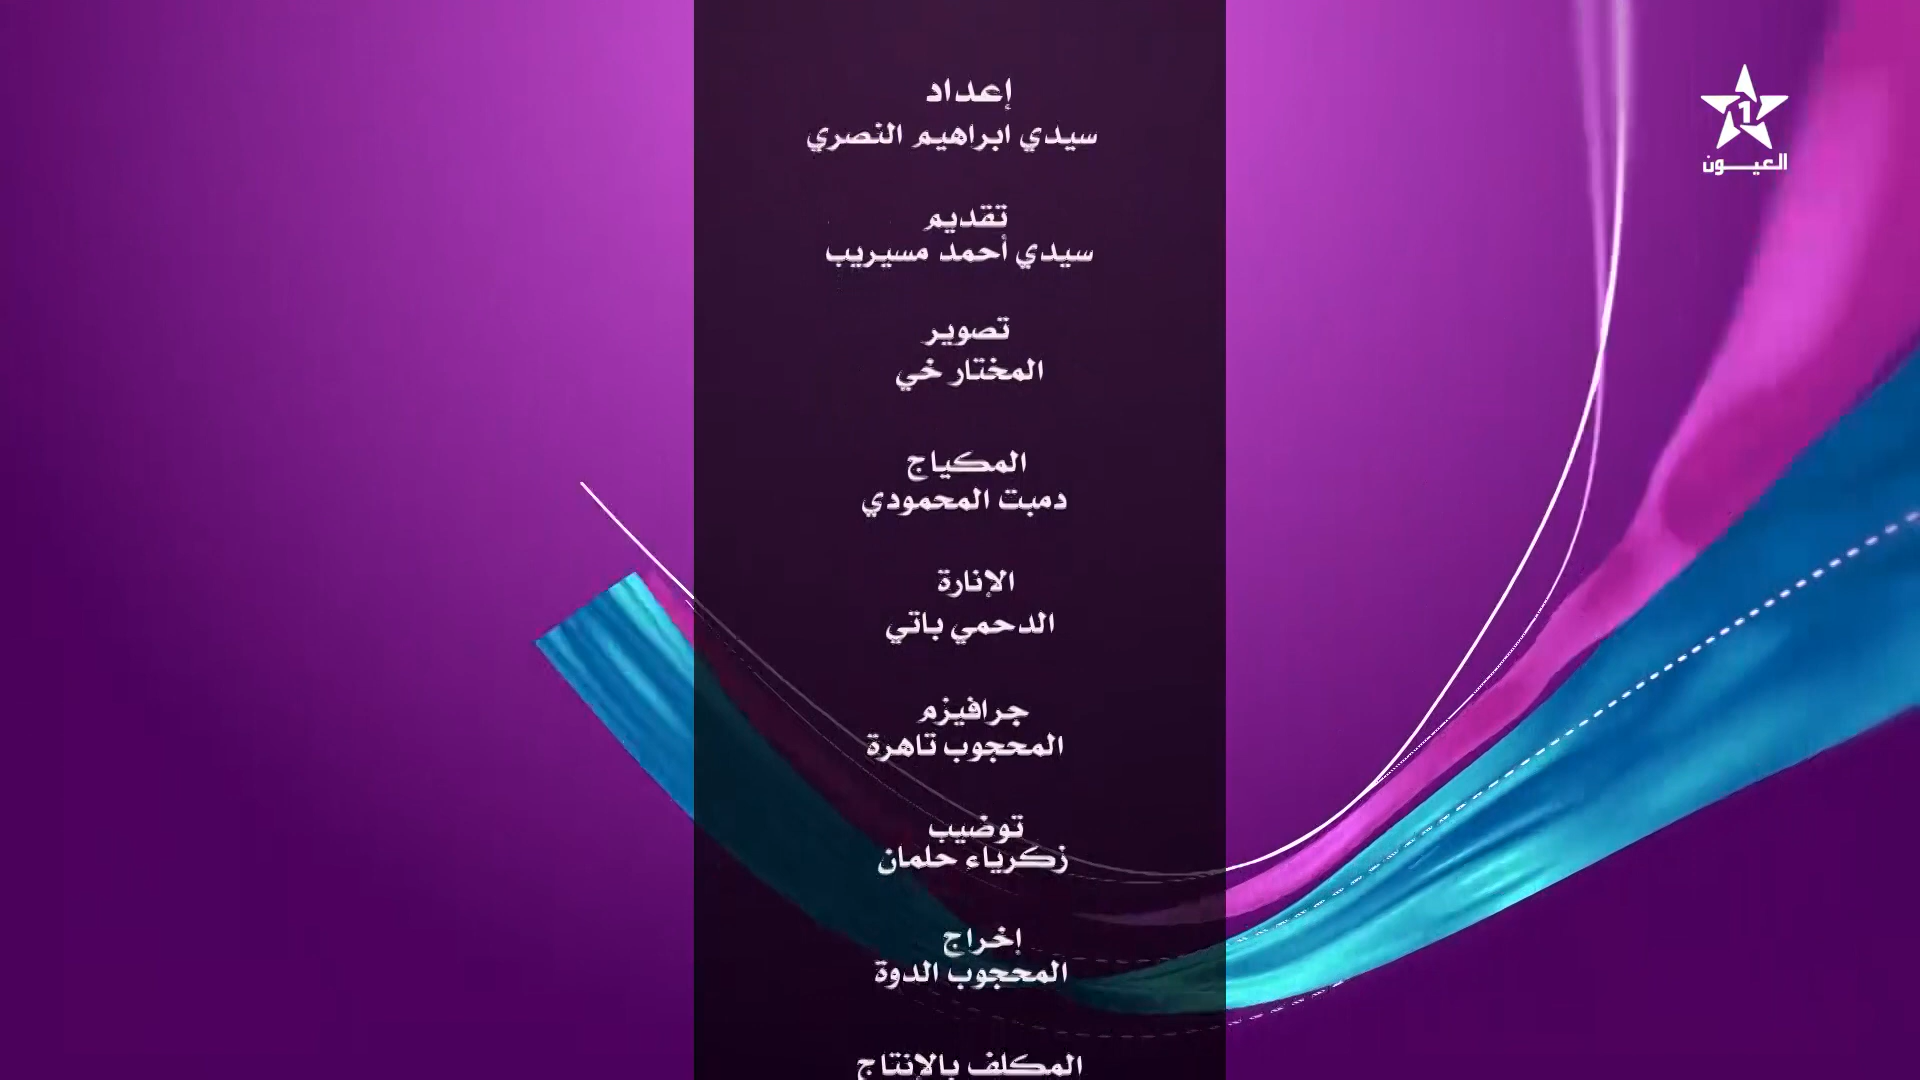 إعداد
سيدي ابراهيم النصري
تقديم
سيدي أحمد مسيريب
تصوير
المختار خي
المكياج
دمبت المحمودي
الإنارة
الدحمي باتي
جرافيزم
المحجوب تاهرة
توضيب
زكرياء حلمان
إخراج
المحجوب الدوة
المكلف بالإنتاج
1
العيون